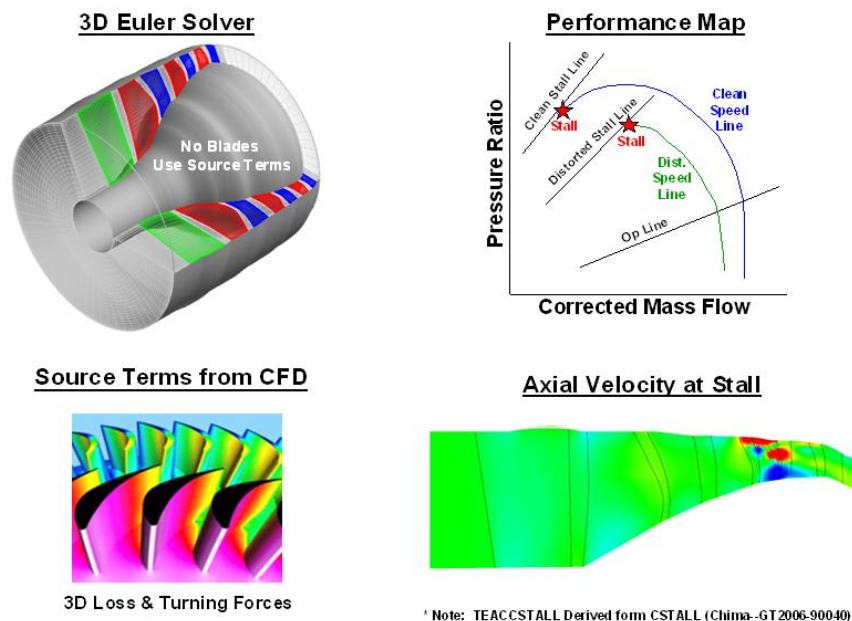 3D Euler Solver
No Blades
Use Source Terms
Performance Map
Pressure Ratio
Clean Stall Line
Stall
Distorted Stall Line
Stall
Clean
Speed
Line
Dist.
Speed
Line
Op Line
Corrected Mass Flow
Source Terms from CFD
3D Loss & Turning Forces
Axial Velocity at Stall
* Note: TEACCSTALL Derived form CSTALL (Chima--GT2006-90040)